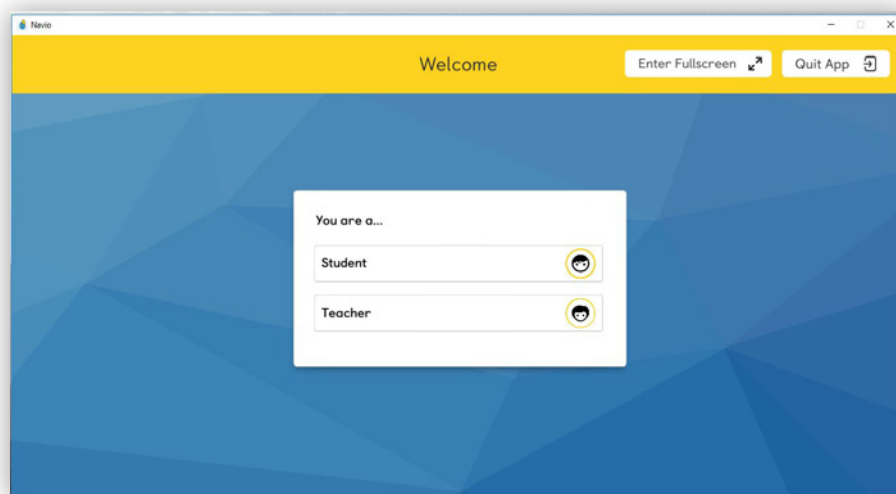 Navio
Welcome
Enter Fullscreen
Quit App
You are a...
Student
Teacher